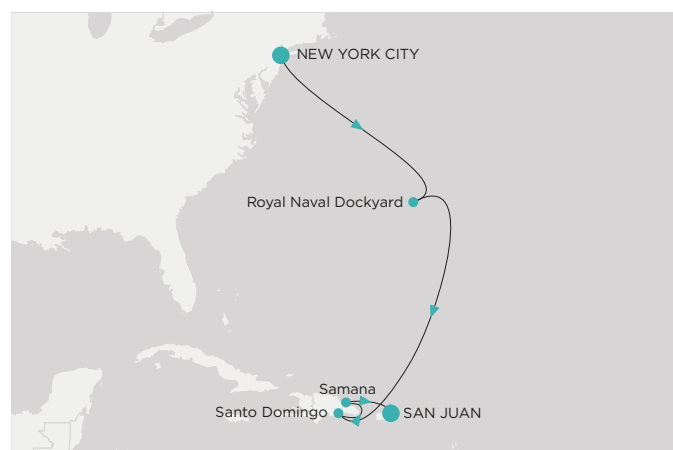 NEW YORK CITY
Royal Naval Dockyard
Samana
Santo Domingo
SAN JUAN